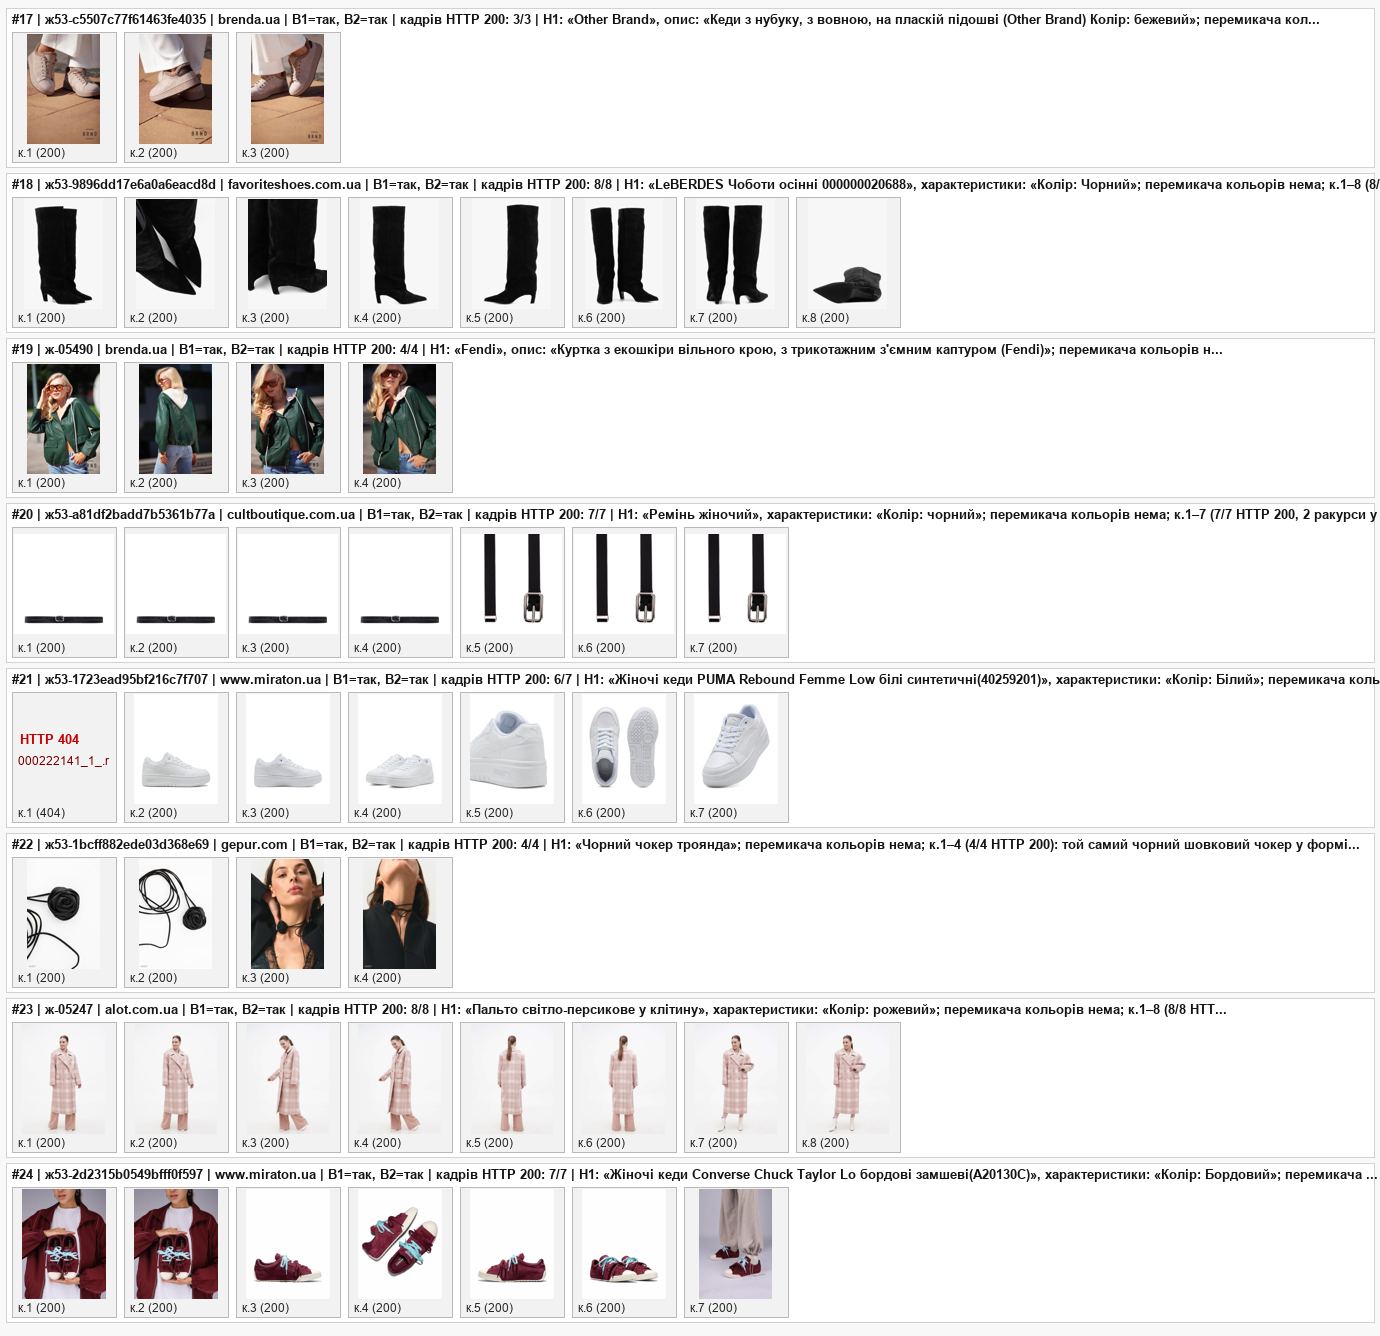 #17 | ж53-c5507c77f61463fe4035 | brenda.ua | B1=так, B2=так | кадрів HTTP 200: 3/3 | H1: «Other Brand», опис: «Кеди з нубуку, з вовною, на пласкій підошві (Other Brand) Колір: бежевий»; перемикача кол...
BRND
BRND
BRND
к.1 (200) к.2 (200) к.3 (200)
#18 | ж53-9896dd17e6a0a6eacd8d | favoriteshoes.com.ua | B1=так, B2=так | кадрів HTTP 200: 8/8 | H1: «LeBERDES Чоботи осінні 000000020688», характеристики: «Колір: Чорний»; перемикача кольорів нема; к.1–8 (8/
к.1 (200) к.2 (200) к.3 (200) к.4 (200) к.5 (200) к.6 (200) к.7 (200) к.8 (200)
#19 | ж-05490 | brenda.ua | B1=так, B2=так | кадрів HTTP 200: 4/4 | H1: «Fendi», опис: «Куртка з екошкіри вільного крою, з трикотажним з'ємним каптуром (Fendi)»; перемикача кольорів н...
к.1 (200) к.2 (200) к.3 (200) к.4 (200)
#20 | ж53-a81df2badd7b5361b77a | cultboutique.com.ua | B1=так, B2=так | кадрів HTTP 200: 7/7 | H1: «Ремінь жіночий», характеристики: «Колір: чорний»; перемикача кольорів нема; к.1–7 (7/7 HTTP 200, 2 ракурси у
к.1 (200) к.2 (200) к.3 (200) к.4 (200) к.5 (200) к.6 (200) к.7 (200)
#21 | ж53-1723ead95bf216c7f707 | www.miraton.ua | B1=так, B2=так | кадрів HTTP 200: 6/7 | H1: «Жіночі кеди PUMA Rebound Femme Low білі синтетичні(40259201)», характеристики: «Колір: Білий»; перемикача коль
HTTP 404
000222141_1_.r
к.1 (404) к.2 (200) к.3 (200) к.4 (200) к.5 (200) к.6 (200) к.7 (200)
#22 | ж53-1bcff882ede03d368e69 | gepur.com | B1=так, B2=так | кадрів HTTP 200: 4/4 | H1: «Чорний чокер троянда»; перемикача кольорів нема; к.1–4 (4/4 HTTP 200): той самий чорний шовковий чокер у формі...
к.1 (200) к.2 (200) к.3 (200) к.4 (200)
#23 | ж-05247 | alot.com.ua | B1=так, B2=так | кадрів HTTP 200: 8/8 | H1: «Пальто світло-персикове у клітину», характеристики: «Колір: рожевий»; перемикача кольорів нема; к.1–8 (8/8 HTT...
к.1 (200) к.2 (200) к.3 (200) к.4 (200) к.5 (200) к.6 (200) к.7 (200) к.8 (200)
#24 | ж53-2d2315b0549bfff0f597 | www.miraton.ua | B1=так, B2=так | кадрів HTTP 200: 7/7 | H1: «Жіночі кеди Converse Chuck Taylor Lo бордові замшеві(A20130C)», характеристики: «Колір: Бордовий»; перемикача ...
к.1 (200) к.2 (200) к.3 (200) к.4 (200) к.5 (200) к.6 (200) к.7 (200)